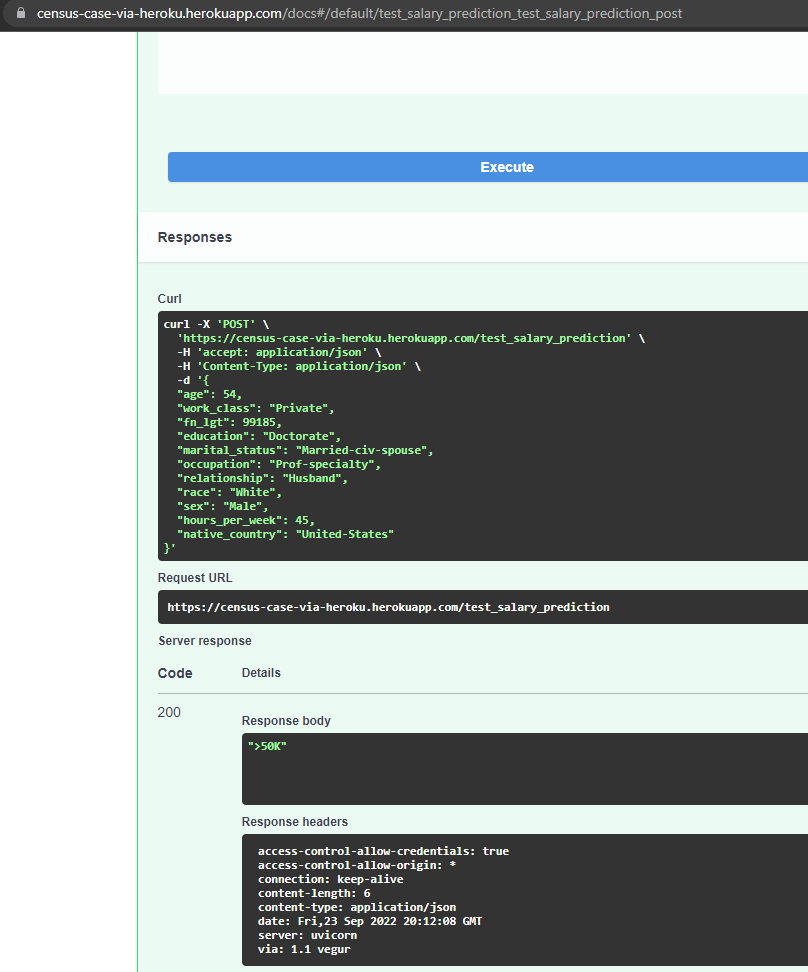 census-case-via-heroku.herokuapp.com/docs#/default/test_salary_prediction_test_salary_prediction_post
Execute
Responses
Curl
curl -X 'POST' \
  'https://census-case-via-heroku.herokuapp.com/test_salary_prediction' \
  -H 'accept: application/json' \
  -H 'Content-Type: application/json' \
  -d '{
  "age": 54,
  "work_class": "Private",
  "fn_lgt": 99185,
  "education": "Doctorate",
  "marital_status": "Married-civ-spouse",
  "occupation": "Prof-specialty",
  "relationship": "Husband",
  "race": "White",
  "sex": "Male",
  "hours_per_week": 45,
  "native_country": "United-States"
}'
Request URL
https://census-case-via-heroku.herokuapp.com/test_salary_prediction
Server response
Code Details
200
Response body
">50K"
Response headers
access-control-allow-credentials: true
access-control-allow-origin: *
connection: keep-alive
content-length: 6
content-type: application/json
date: Fri,23 Sep 2022 20:12:08 GMT
server: uvicorn
via: 1.1 vegur